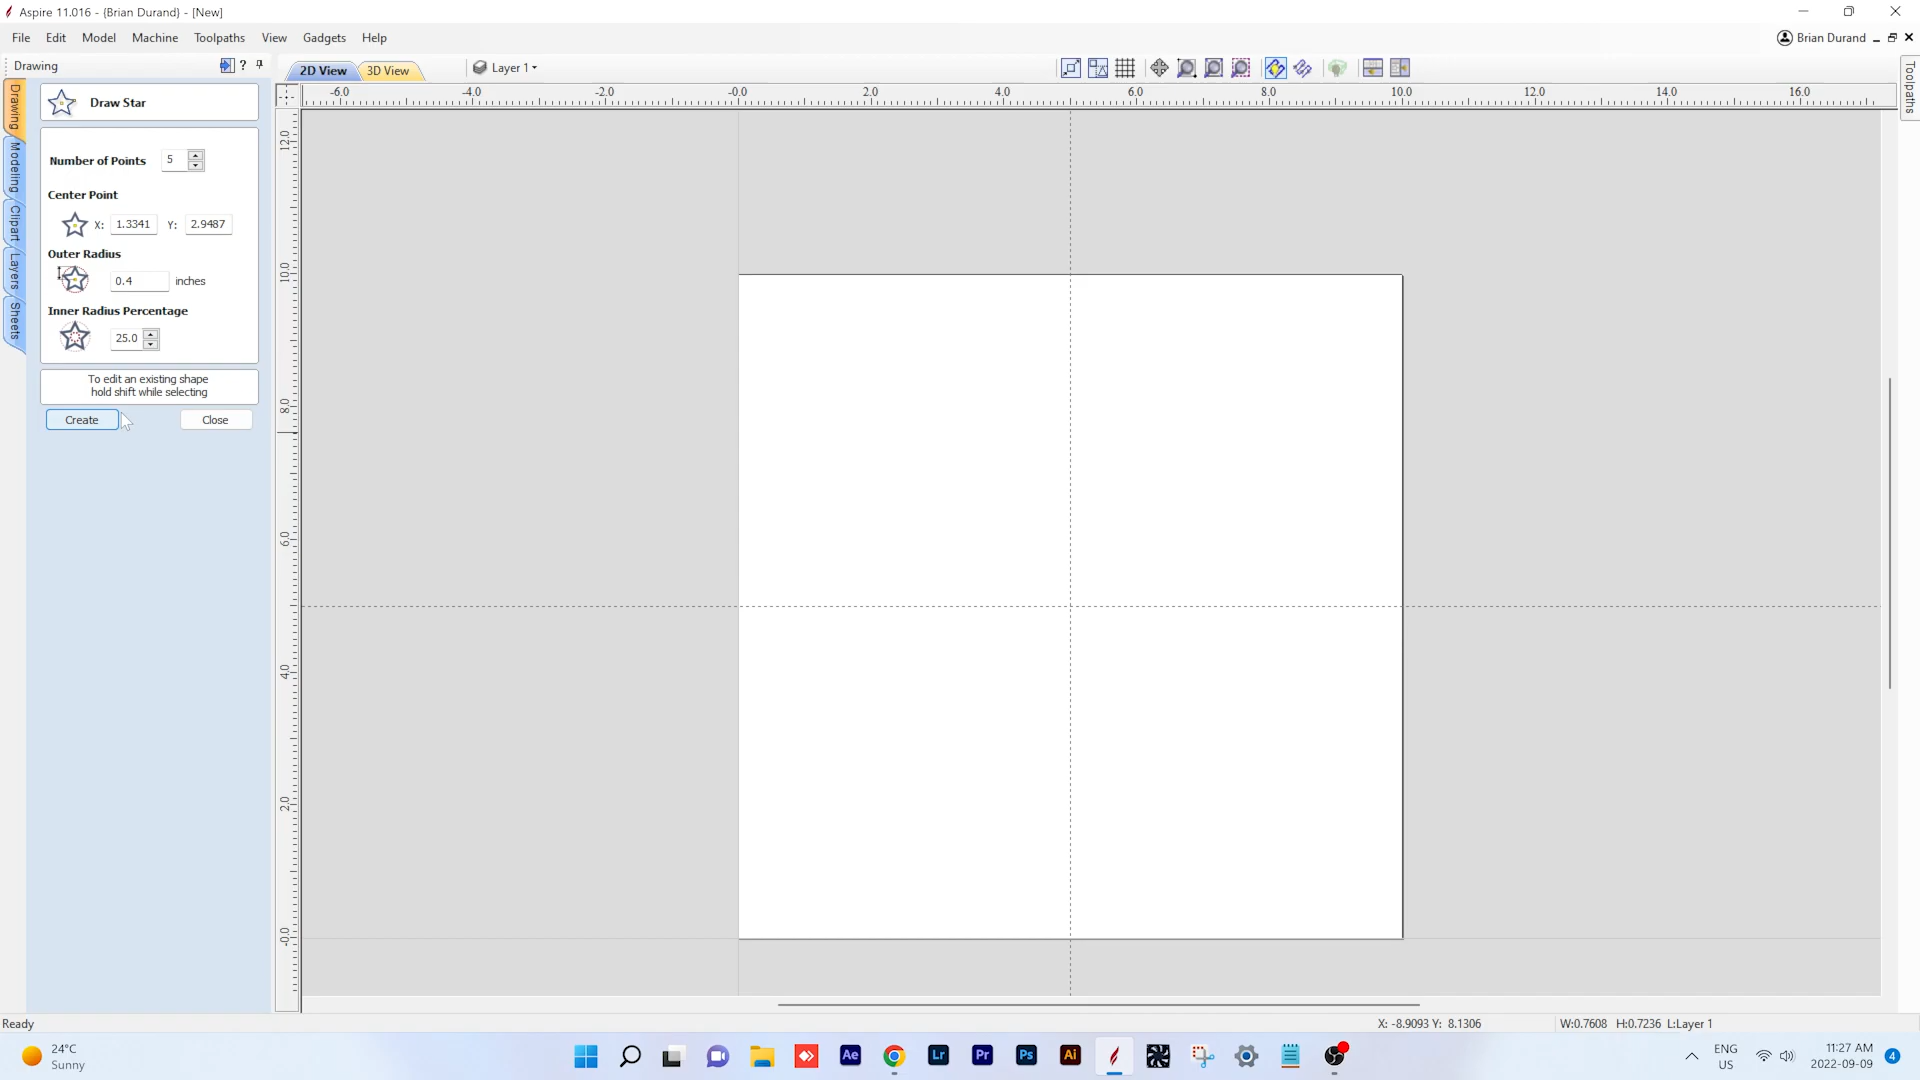 Aspire 11.016 - (Brian Durand) - [New]
File Edit Model Machine Toolpaths View Gadgets Help
Brian Durand
Drawing
?
2D View 3D View
Layer 1
Draw Star
Number of Points 5
Center Point
X: 1.3341 Y: 2.9487
Outer Radius
0.4 inches
Inner Radius Percentage
25.0
To edit an existing shape
hold shift while selecting
Create Close
Drawing
Modeling
Clipart
Layers
Sheets
Toolpaths
-6.0 -4.0 -2.0 -0.0 2.0 4.0 6.0 8.0 10.0 12.0 14.0 16.0
12.0
10.0
8.0
6.0
4.0
2.0
-0.0
Ready
X: -8.9093 Y: 8.1306
W:0.7608 H:0.7236 L:Layer 1
24°C
Sunny
Ae
Lr
Pr
Ps
Ai
ENG
US
11:27 AM
2022-09-09
4